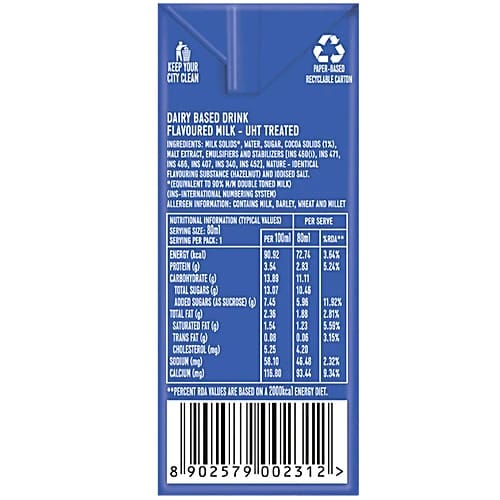 KEEP YOUR
CITY CLEAN
PAPER-BASED
RECYCLABLE CARTON
DAIRY BASED DRINK
FLAVOURED MILK - UHT TREATED
INGREDIENTS: MILK SOLIDS*, WATER, SUGAR, COCOA SOLIDS (1%),
MALT EXTRACT, EMULSIFIERS AND STABILIZERS [INS 460(i), INS 471,
INS 466, INS 407, INS 340, INS 452], NATURE - IDENTICAL
FLAVOURING SUBSTANCE (HAZELNUT) AND IODISED SALT.
*(EQUIVALENT TO 90% M/M DOUBLE TONED MILK)
(INS-INTERNATIONAL NUMBERING SYSTEM)
ALLERGEN INFORMATION: CONTAINS MILK, BARLEY, WHEAT AND MILLET
NUTRITIONAL INFORMATION (TYPICAL VALUES) PER SERVE
SERVING SIZE: 80ml
SERVING PER PACK: 1 PER 100ml 80ml %RDA**
ENERGY (kcal) 90.92 72.74 3.64%
PROTEIN (g) 3.54 2.83 5.24%
CARBOHYDRATE (g) 13.89 11.11
TOTAL SUGARS (g) 13.07 10.46
ADDED SUGARS (AS SUCROSE) (g) 7.45 5.96 11.92%
TOTAL FAT (g) 2.36 1.88 2.81%
SATURATED FAT (g) 1.54 1.23 5.56%
TRANS FAT (g) 0.08 0.06 3.15%
CHOLESTEROL (mg) 5.25 4.20
SODIUM (mg) 58.10 46.48 2.32%
CALCIUM (mg) 116.80 93.44 9.34%
**PERCENT RDA VALUES ARE BASED ON A 2000kcal ENERGY DIET.
8 902579 002312 >